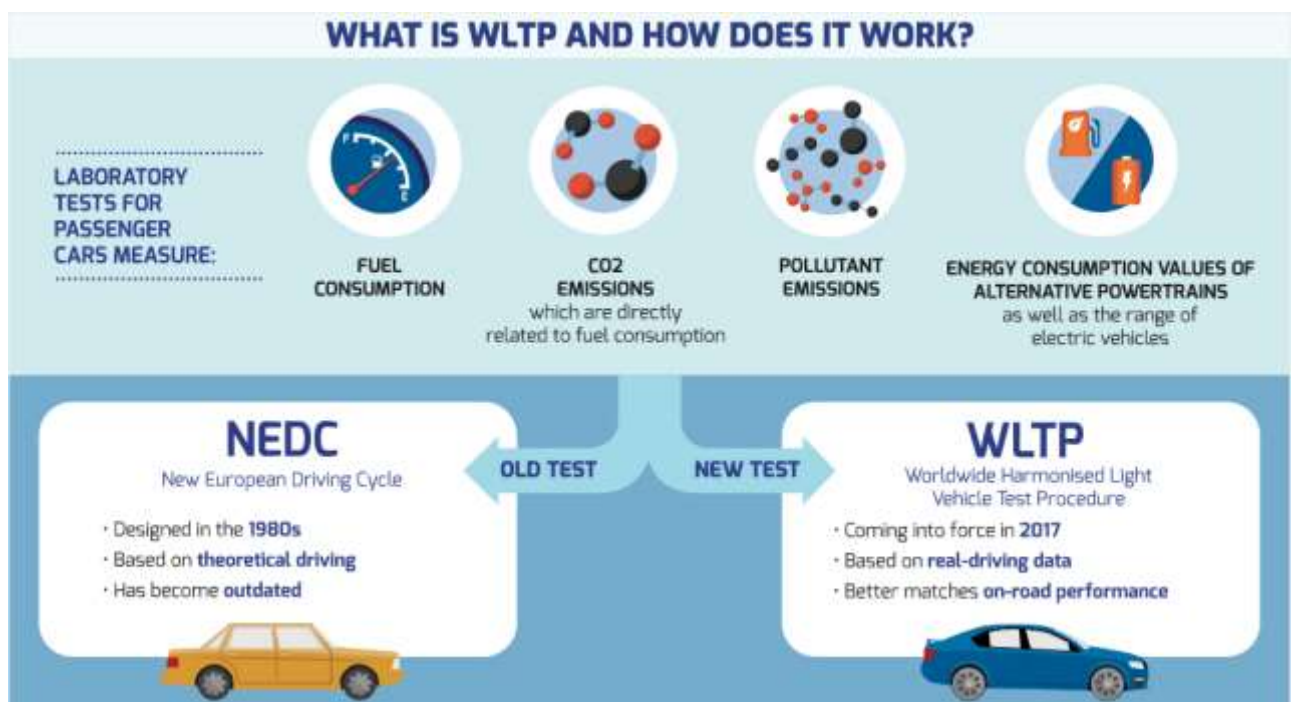 WHAT IS WLTP AND HOW DOES IT WORK?
LABORATORY
TESTS FOR
PASSENGER
CARS MEASURE:
FUEL
CONSUMPTION
CO2
EMISSIONS
which are directly
related to fuel consumption
POLLUTANT
EMISSIONS
ENERGY CONSUMPTION VALUES OF
ALTERNATIVE POWERTRAINS
as well as the range of
electric vehicles
NEDC
New European Driving Cycle
· Designed in the 1980s
· Based on theoretical driving
· Has become outdated
OLD TEST
NEW TEST
WLTP
Worldwide Harmonised Light
Vehicle Test Procedure
· Coming into force in 2017
· Based on real-driving data
· Better matches on-road performance